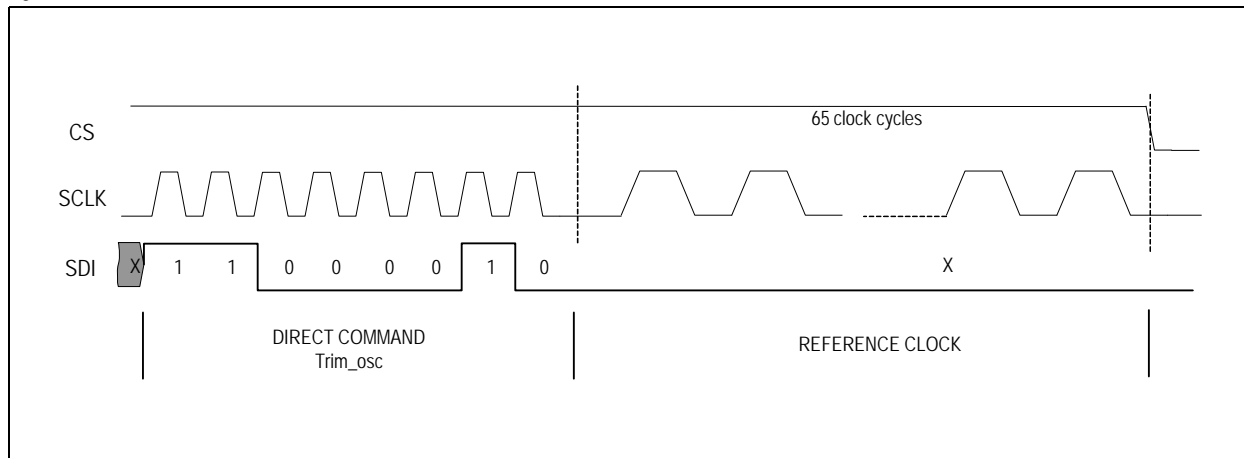 65 clock cycles
CS
SCLK
SDI X 1 1 0 0 0 0 1 0 X
DIRECT COMMAND
Trim_osc
REFERENCE CLOCK